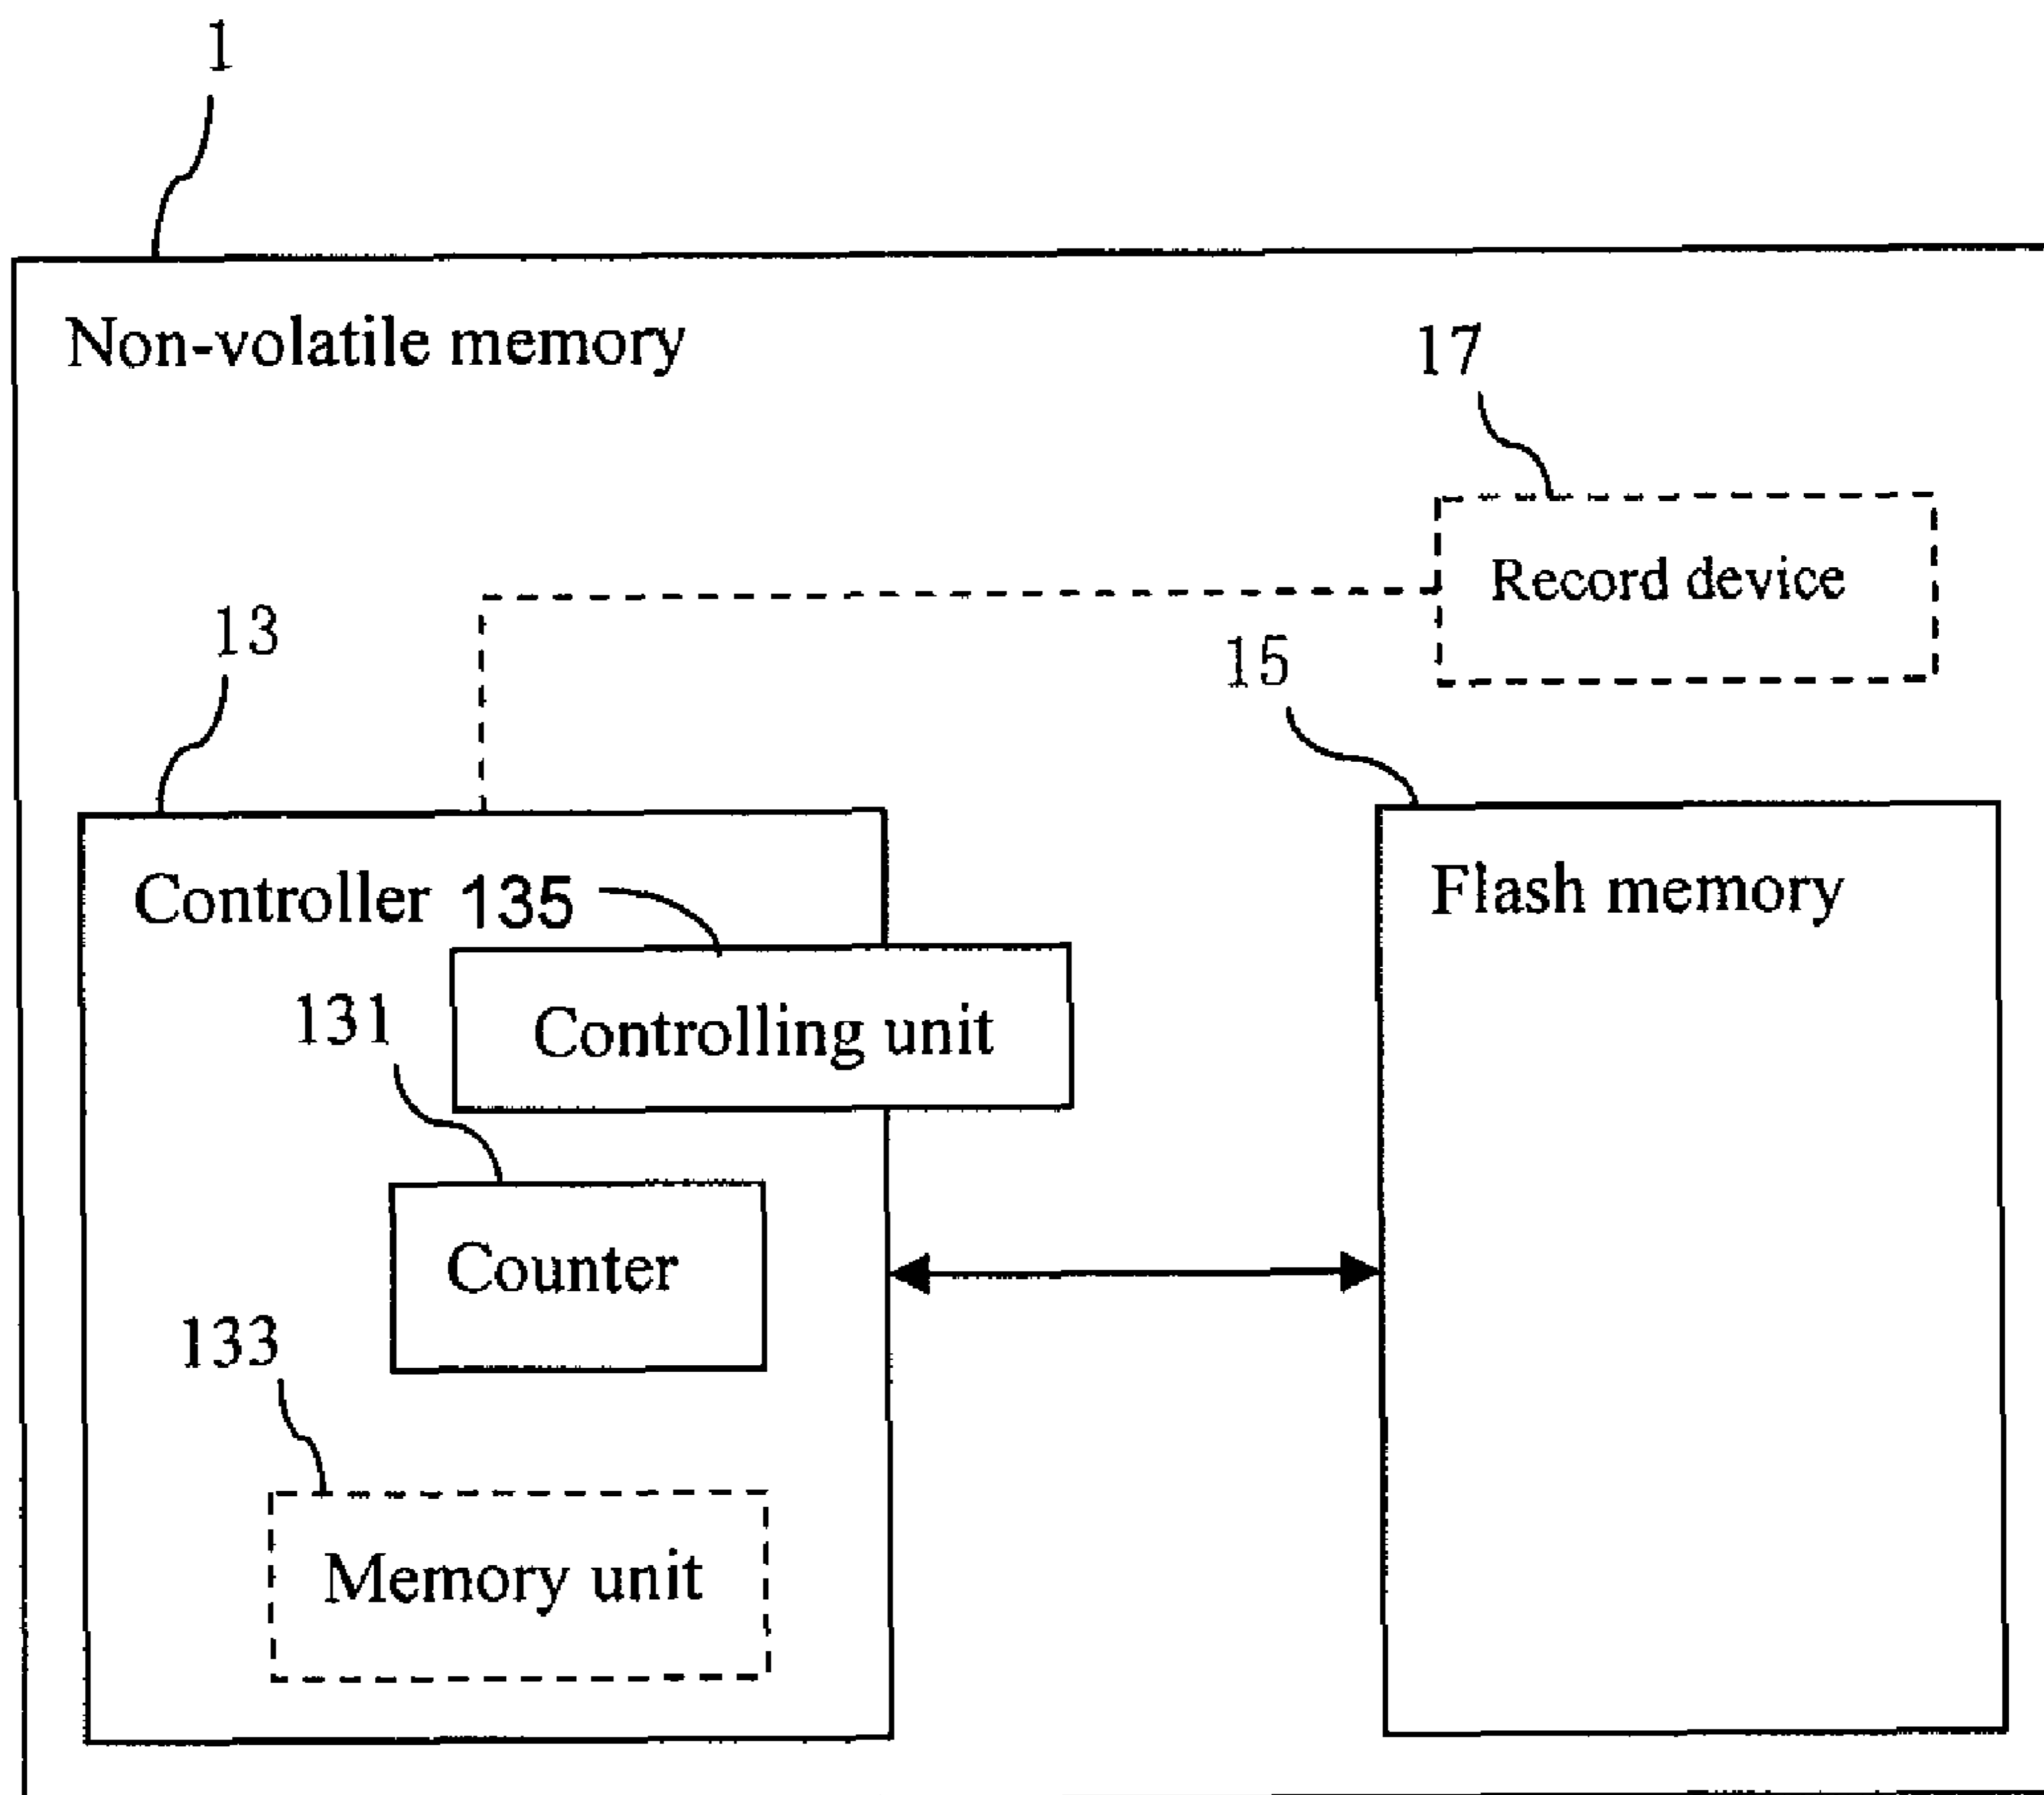 1
Non-volatile memory
17
Record device
13
15
Controller 135
Flash memory
Controlling unit
131
Counter
133
Memory unit